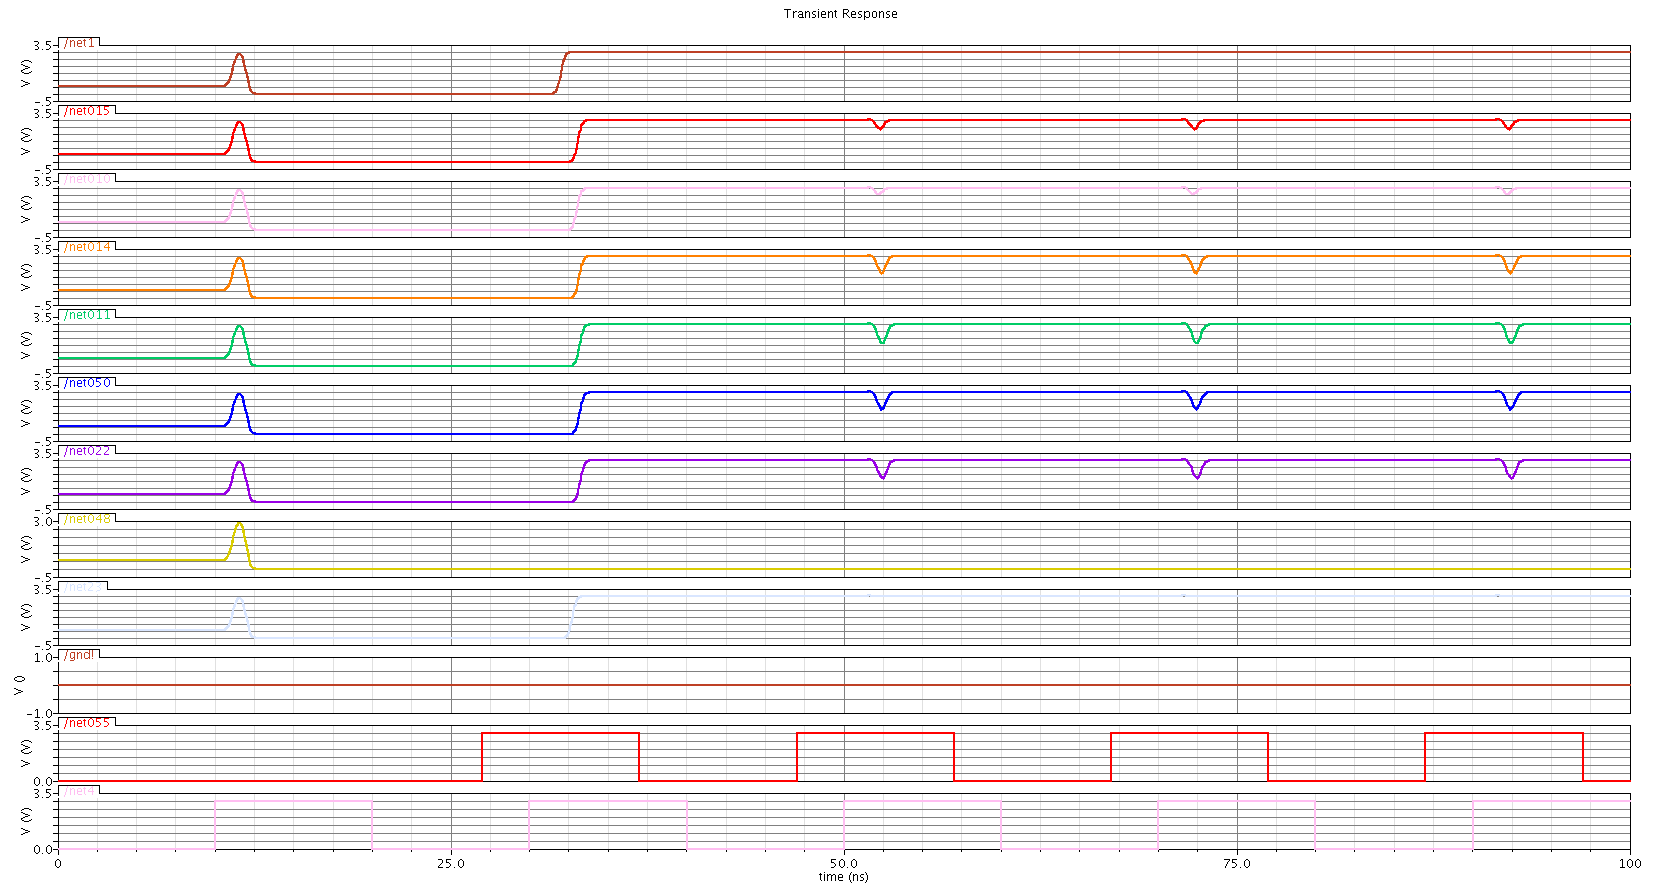 Transient Response
/net1
3.5
V (V)
-.5
/net015
3.5
V (V)
-.5
/net010
3.5
V (V)
-.5
/net014
3.5
V (V)
-.5
/net011
3.5
V (V)
-.5
/net050
3.5
V (V)
-.5
/net022
3.5
V (V)
-.5
/net048
3.0
V (V)
-.5
/net23
3.5
V (V)
-.5
/gnd!
1.0
V ()
-1.0
/net055
3.5
V (V)
0.0
/net4
3.5
V (V)
0.0
0 25.0 50.0 75.0 100
time (ns)